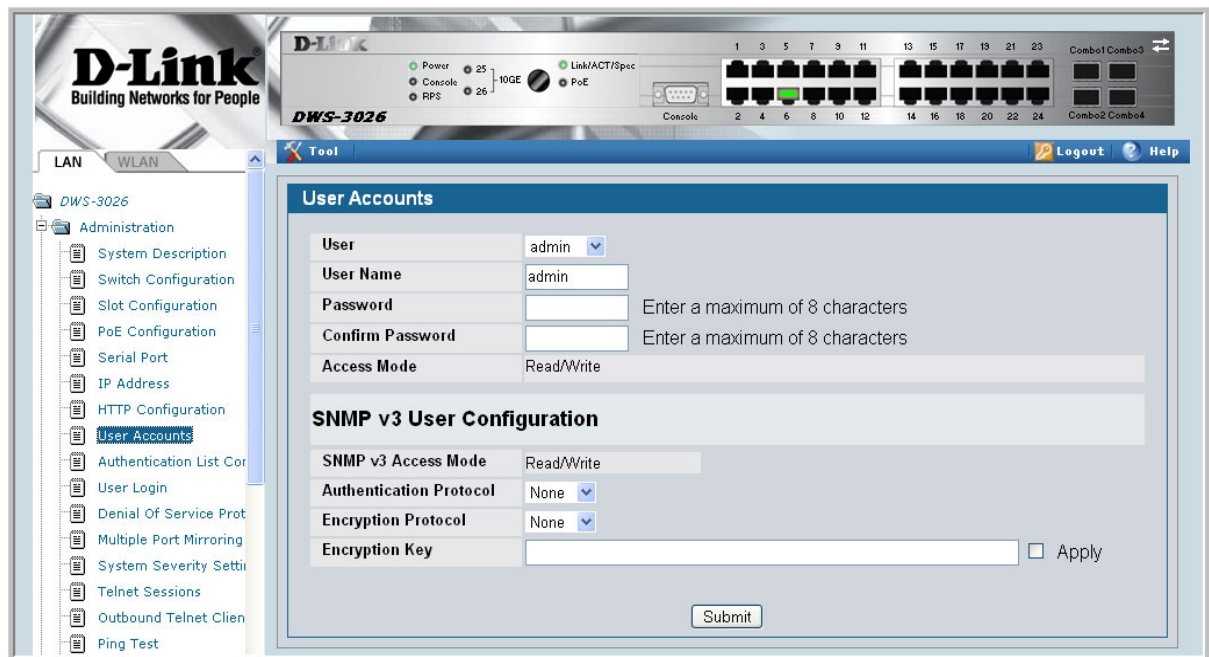 D-Link
Building Networks for People
D-Link
Power
Console
RPS
25
26
10GE
Link/ACT/Spec
PoE
DWS-3026
Console
1 3 5 7 9 11 13 15 17 19 21 23
2 4 6 8 10 12 14 16 18 20 22 24
Combo1 Combo3
Combo2 Combo4
LAN
WLAN
Tool
Logout
Help
DWS-3026
Administration
System Description
Switch Configuration
Slot Configuration
PoE Configuration
Serial Port
IP Address
HTTP Configuration
User Accounts
Authentication List Cor
User Login
Denial Of Service Prot
Multiple Port Mirroring
System Severity Settin
Telnet Sessions
Outbound Telnet Clien
Ping Test
User Accounts
User admin
User Name admin
Password Enter a maximum of 8 characters
Confirm Password Enter a maximum of 8 characters
Access Mode Read/Write
SNMP v3 User Configuration
SNMP v3 Access Mode Read/Write
Authentication Protocol None
Encryption Protocol None
Encryption Key Apply
Submit